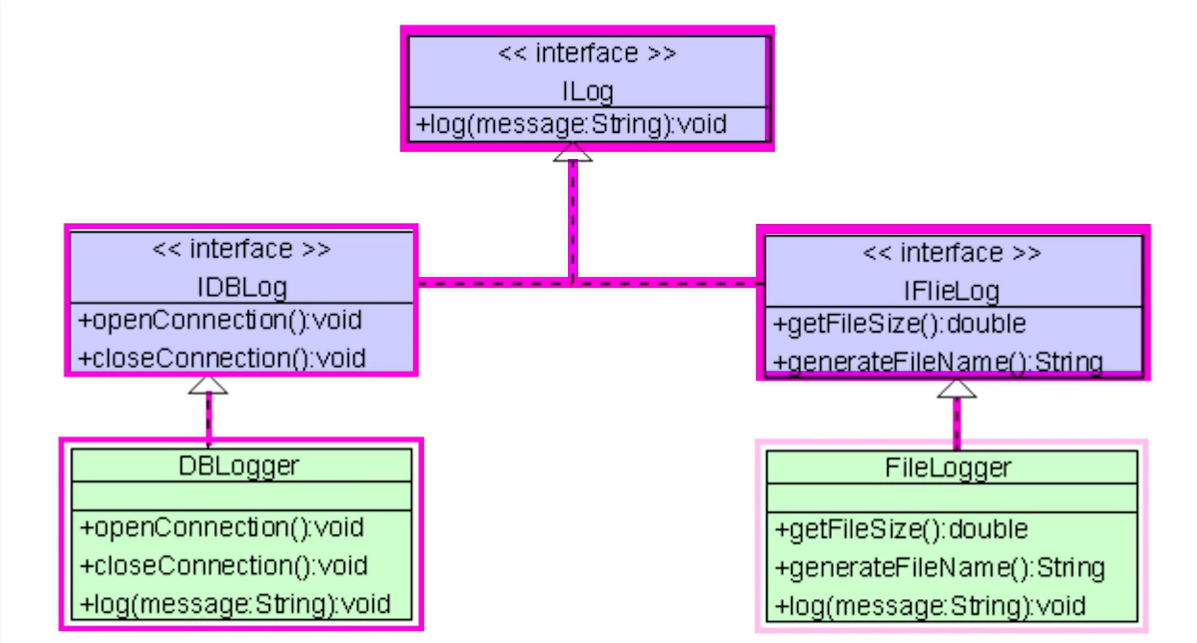 << interface >>
ILog
+log(message:String):void
<< interface >>
IDBLog
+openConnection():void
+closeConnection():void
<< interface >>
IFlieLog
+getFileSize():double
+generateFileName():String
DBLogger
+openConnection():void
+closeConnection():void
+log(message:String):void
FileLogger
+getFileSize():double
+generateFileName():String
+log(message:String):void